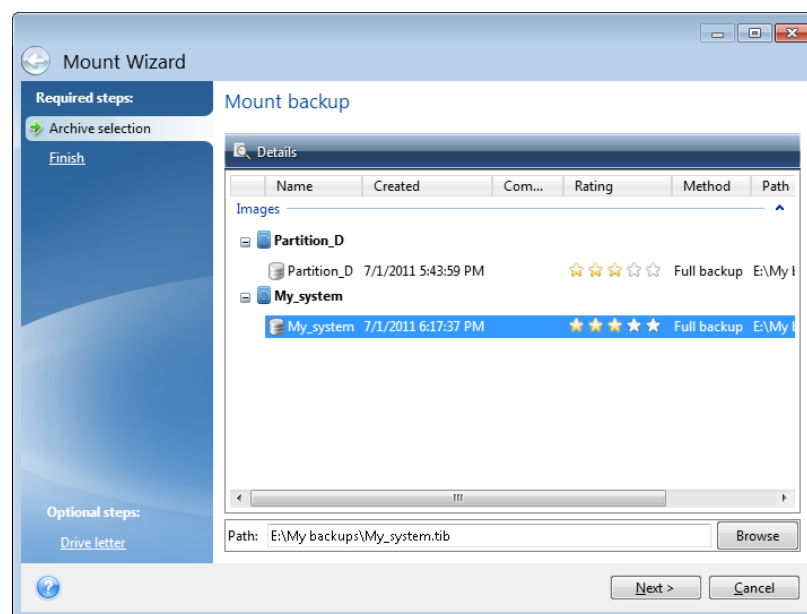 Mount Wizard
Required steps:
Archive selection
Finish
Mount backup
Details
Name Created Com... Rating Method Path
Images
Partition_D
Partition_D 7/1/2011 5:43:59 PM Full backup E:\My
My_system
My_system 7/1/2011 6:17:37 PM Full backup E:\My
Optional steps:
Drive letter
Path: E:\My backups\My_system.tib Browse
Next > Cancel